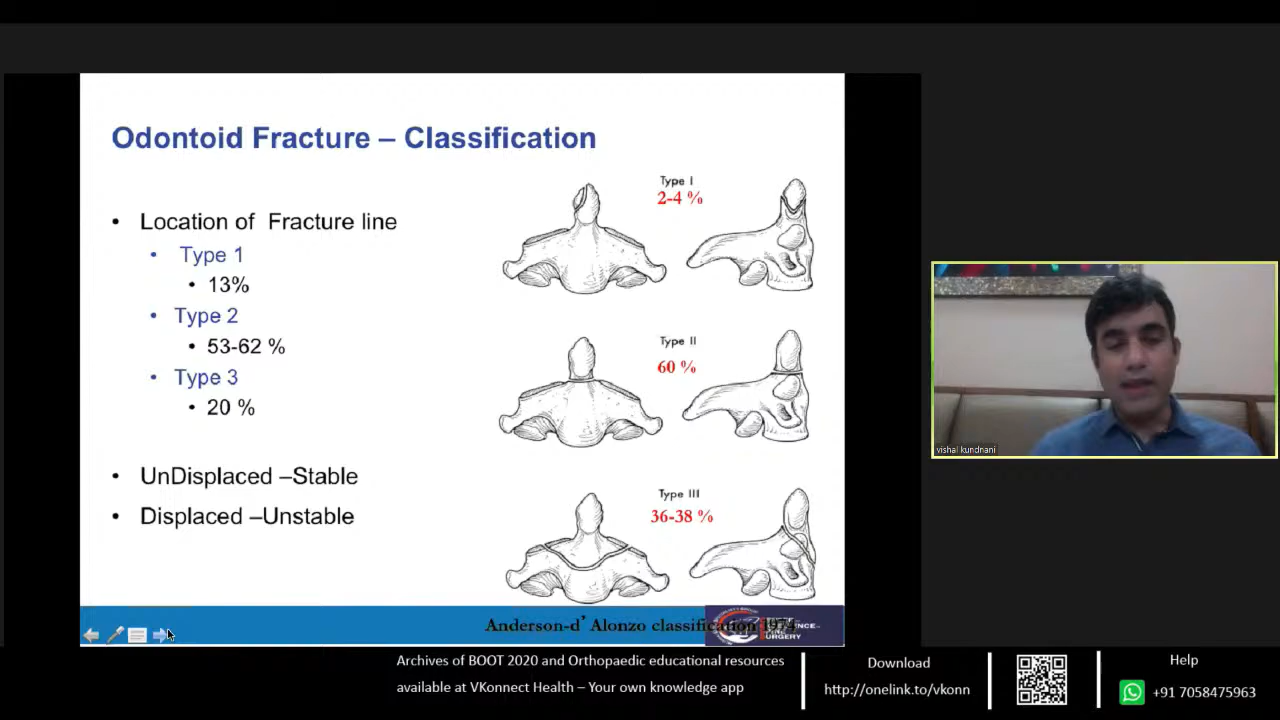 Odontoid Fracture – Classification
• Location of Fracture line
• Type 1
• 13%
• Type 2
• 53-62 %
• Type 3
• 20 %
• UnDisplaced –Stable
• Displaced –Unstable
Type I
2-4 %
Type II
60 %
Type III
36-38 %
Anderson-d’ Alonzo classification 1974
SURGERY
vishal kundnani
Archives of BOOT 2020 and Orthopaedic educational resources
available at VKonnect Health – Your own knowledge app
Download
http://onelink.to/vkonn
Help
+91 7058475963